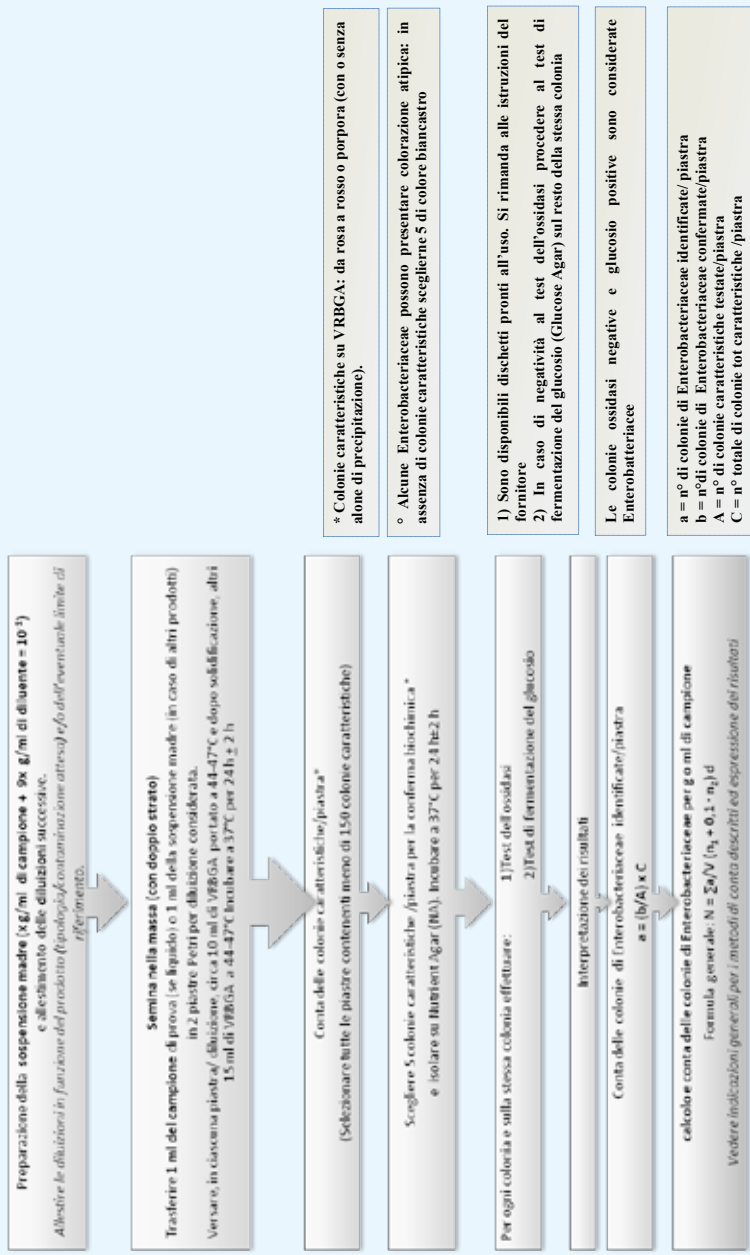 Preparazione della sospensione madre (x g/ml di campione + 9x g/ml di diluente = 10⁻¹)
e allestimento delle diluizioni successive.
Allestire le diluizioni in funzione del prodotto (tipologia/contaminazione attesa) e/o dell'eventuale limite di
riferimento.
Semina nella massa (con doppio strato)
Trasferire 1 ml del campione di prova (se liquido) o 1 ml della sospensione madre (in caso di altri prodotti)
in 2 piastre Petri per diluizione considerata.
Versare, in ciascuna piastra/ diluizione, circa 10 ml di VRBGA portato a 44-47°C e dopo solidificazione, altri
15 ml di VRBGA a 44-47°C Incubare a 37°C per 24 h ± 2 h
Conta delle colonie caratteristiche/piastra*
(Selezionare tutte le piastre contenenti meno di 150 colonie caratteristiche)
* Colonie caratteristiche su VRBGA: da rosa a rosso o porpora (con o senza
alone di precipitazione).
Scegliere 5 colonie caratteristiche /piastra per la conferma biochimica °
e isolare su Nutrient Agar (NA). Incubare a 37°C per 24 h±2 h
° Alcune Enterobacteriaceae possono presentare colorazione atipica: in
assenza di colonie caratteristiche sceglierne 5 di colore biancastro
Per ogni colonia e sulla stessa colonia effettuare:
1)Test dell'ossidasi
2)Test di fermentazione del glucosio
1) Sono disponibili dischetti pronti all'uso. Si rimanda alle istruzioni del
fornitore
2) In caso di negatività al test dell'ossidasi procedere al test di
fermentazione del glucosio (Glucose Agar) sul resto della stessa colonia
Interpretazione dei risultati
Le colonie ossidasi negative e glucosio positive sono considerate
Enterobatteriacee
Conta delle colonie di Enterobacteriaceae identificate/piastra
a = (b/A) x C
calcolo e conta delle colonie di Enterobacteriaceae per g o ml di campione
Formula generale: N = Σa/V (n₁ + 0,1 · n₂) d
Vedere indicazioni generali per i metodi di conta descritti ed espressione dei risultati
a = n° di colonie di Enterobacteriaceae identificate/ piastra
b = n°di colonie di Enterobacteriaceae confermate/piastra
A = n° di colonie caratteristiche testate/piastra
C = n° totale di colonie tot caratteristiche /piastra